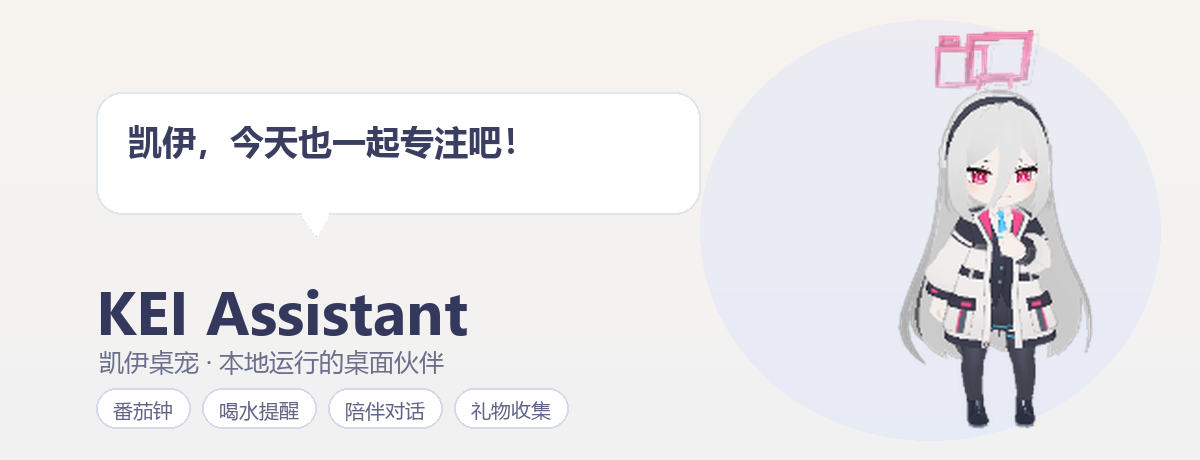 凯伊，今天也一起专注吧！
KEI Assistant
凯伊桌宠 · 本地运行的桌面伙伴
番茄钟 喝水提醒 陪伴对话 礼物收集